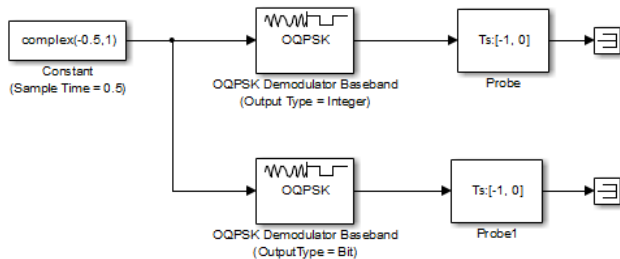 complex(-0.5,1)
Constant
(Sample Time = 0.5)
OQPSK
OQPSK Demodulator Baseband
(Output Type = Integer)
Ts:[-1, 0]
Probe
OQPSK
OQPSK Demodulator Baseband
(OutputType = Bit)
Ts:[-1, 0]
Probe1